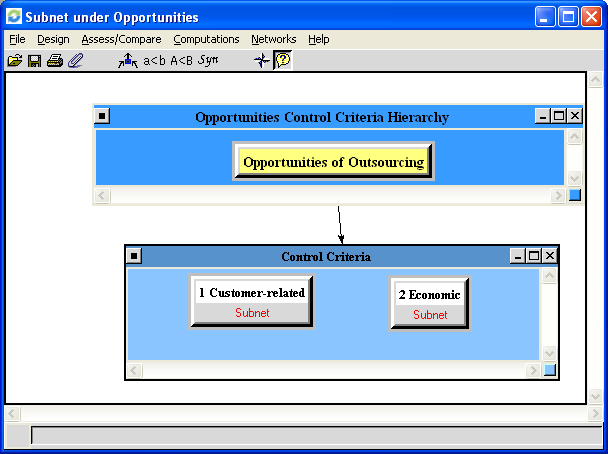 Subnet under Opportunities
File Design Assess/Compare Computations Networks Help
a<b A<B Syn
Opportunities Control Criteria Hierarchy
Opportunities of Outsourcing
Control Criteria
1 Customer-related 2 Economic
Subnet Subnet